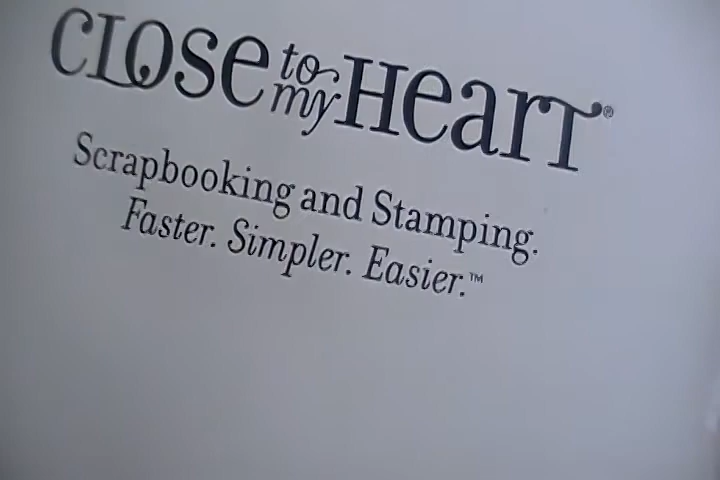 CLOSE to my HEART®
Scrapbooking and Stamping.
Faster. Simpler. Easier.™